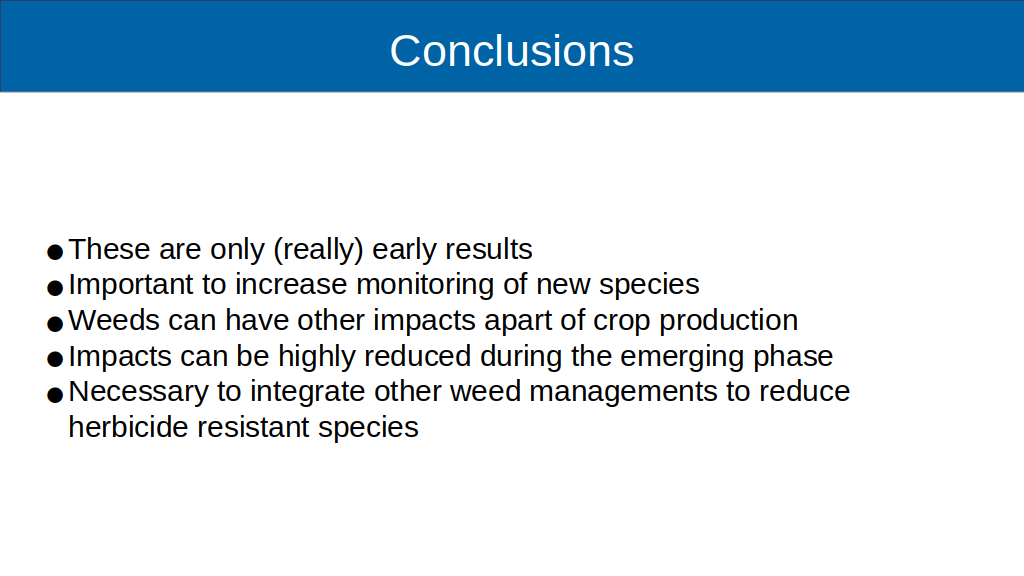 Conclusions
● These are only (really) early results
● Important to increase monitoring of new species
● Weeds can have other impacts apart of crop production
● Impacts can be highly reduced during the emerging phase
● Necessary to integrate other weed managements to reduce
herbicide resistant species